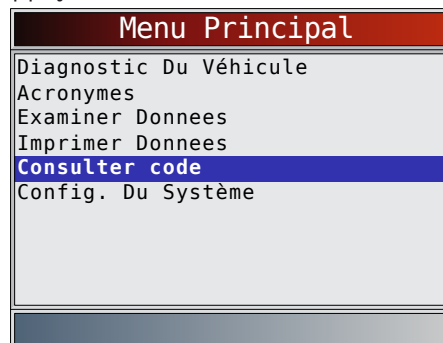 Menu Principal
Diagnostic Du Véhicule
Acronymes
Examiner Donnees
Imprimer Donnees
Consulter code
Config. Du Système